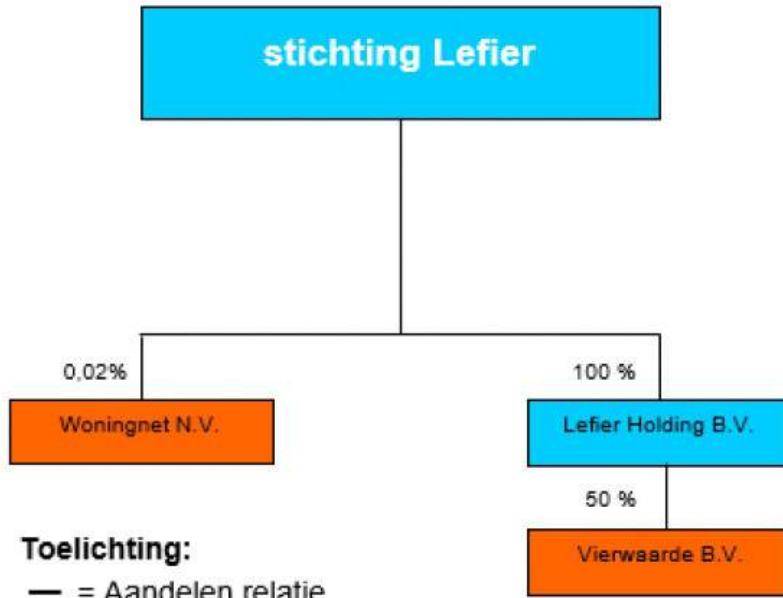 stichting Lefier
0,02%
100 %
Woningnet N.V.
Lefier Holding B.V.
50 %
Vierwaarde B.V.
Toelichting:
— = Aandelen relatie